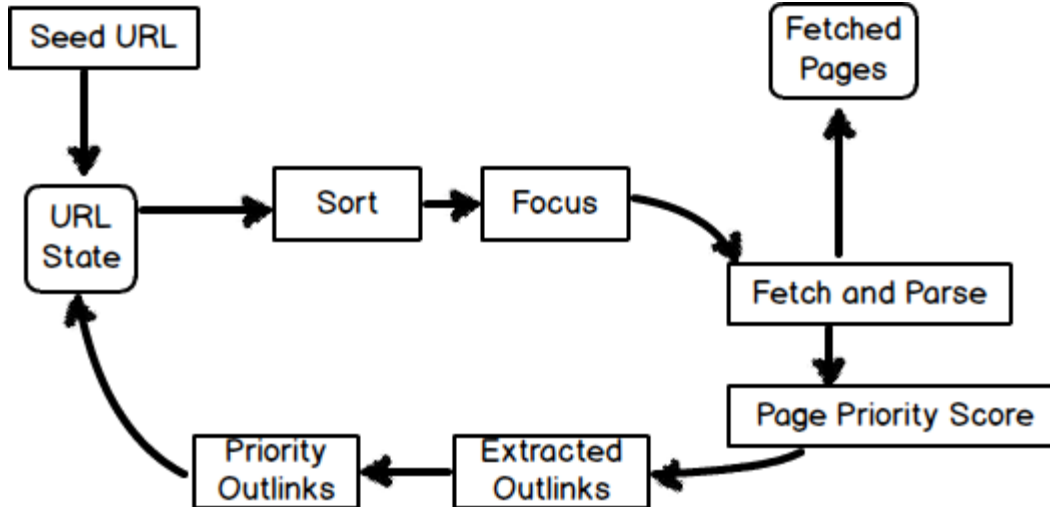 Seed URL
Fetched
Pages
URL
State
Sort
Focus
Fetch and Parse
Page Priority Score
Extracted
Outlinks
Priority
Outlinks